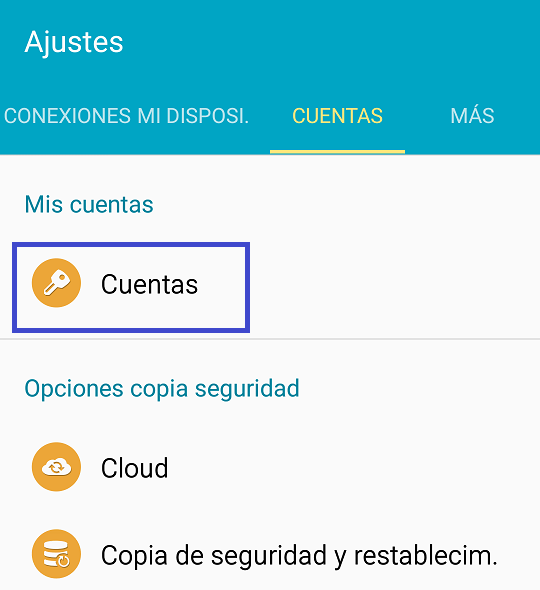 Ajustes
CONEXIONES MI DISPOSI. CUENTAS MÁS
Mis cuentas
Cuentas
Opciones copia seguridad
Cloud
Copia de seguridad y restablecim.